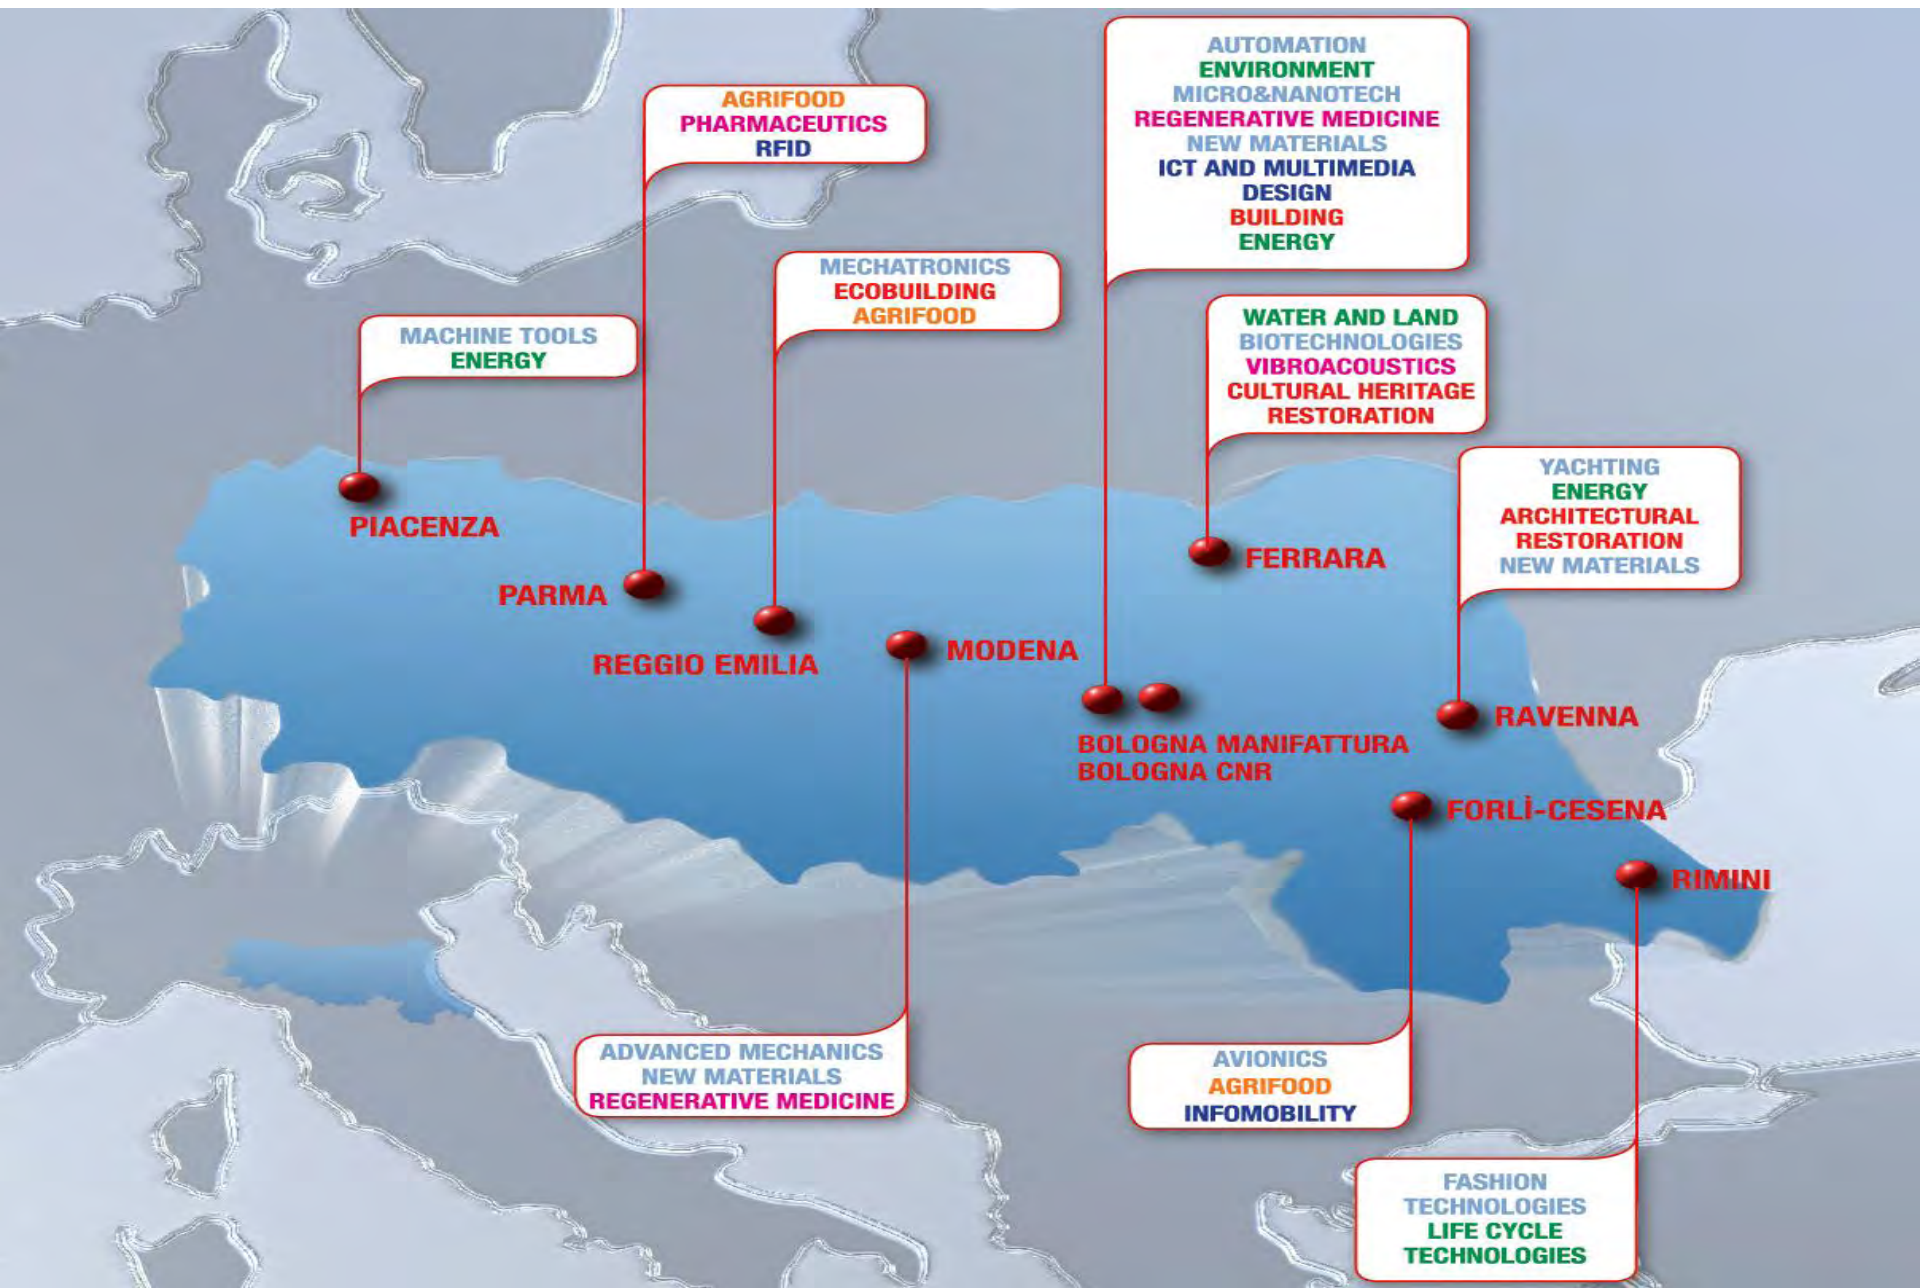 AUTOMATION
ENVIRONMENT
MICRO&NANOTECH
REGENERATIVE MEDICINE
NEW MATERIALS
ICT AND MULTIMEDIA
DESIGN
BUILDING
ENERGY
AGRIFOOD
PHARMACEUTICS
RFID
MECHATRONICS
ECOBUILDING
AGRIFOOD
MACHINE TOOLS
ENERGY
WATER AND LAND
BIOTECHNOLOGIES
VIBROACOUSTICS
CULTURAL HERITAGE
RESTORATION
YACHTING
ENERGY
ARCHITECTURAL
RESTORATION
NEW MATERIALS
PIACENZA
PARMA
REGGIO EMILIA
MODENA
FERRARA
BOLOGNA MANIFATTURA
BOLOGNA CNR
RAVENNA
FORLÌ-CESENA
RIMINI
ADVANCED MECHANICS
NEW MATERIALS
REGENERATIVE MEDICINE
AVIONICS
AGRIFOOD
INFOMOBILITY
FASHION
TECHNOLOGIES
LIFE CYCLE
TECHNOLOGIES